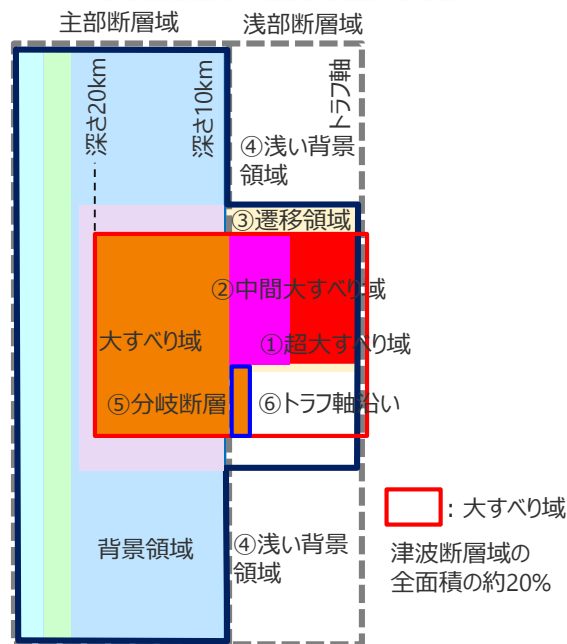 主部断層域
浅部断層域
深さ20km
深さ10km
トラフ軸
④浅い背景
領域
③遷移領域
②中間大すべり域
大すべり域
①超大すべり域
⑤分岐断層
⑥トラフ軸沿い
背景領域
④浅い背景
領域
：大すべり域
津波断層域の
全面積の約20%